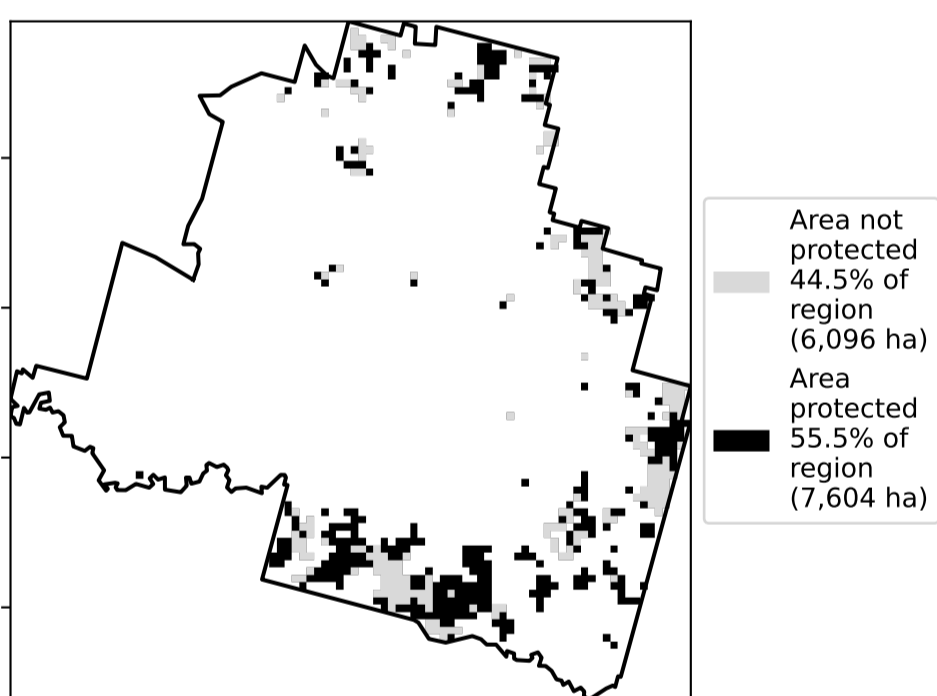 Area not
protected
44.5% of
region
(6,096 ha)
Area
protected
55.5% of
region
(7,604 ha)